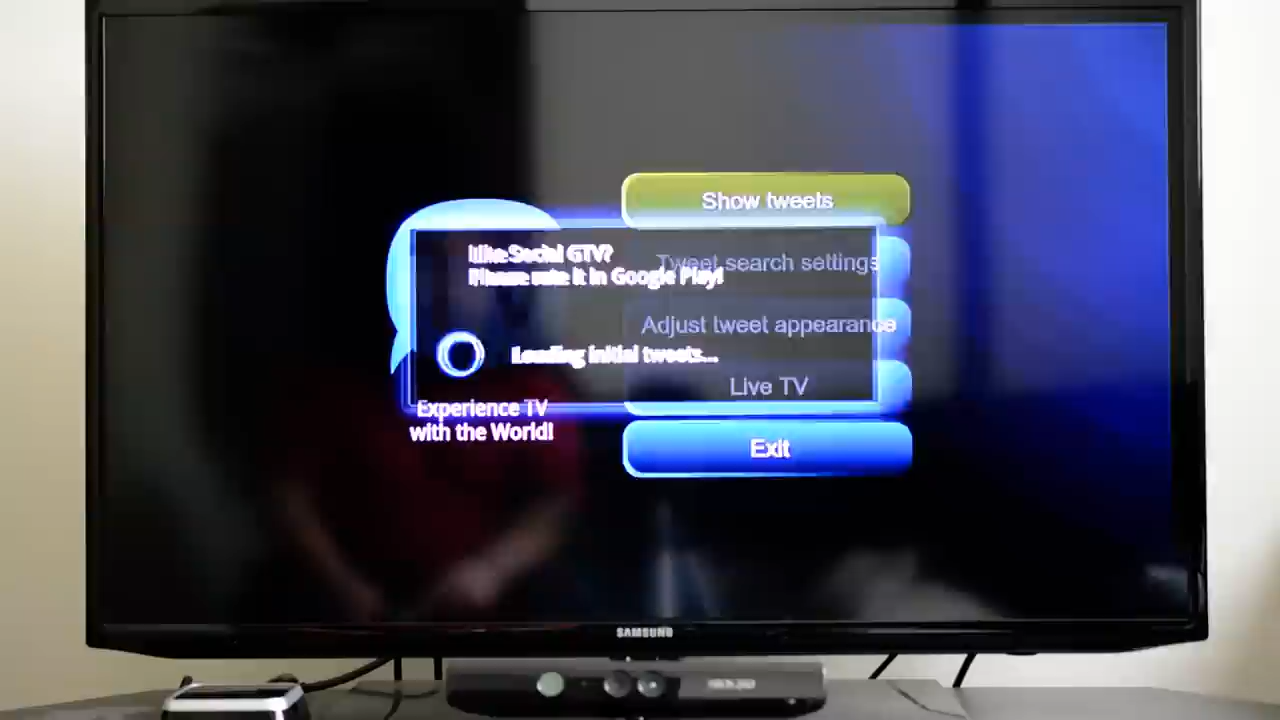 Show tweets
Like Social GTV?
Please rate it in Google Play!
Tweet search settings
Adjust tweet appearance
Loading initial tweets...
Live TV
Experience TV
with the World!
Exit
SAMSUNG